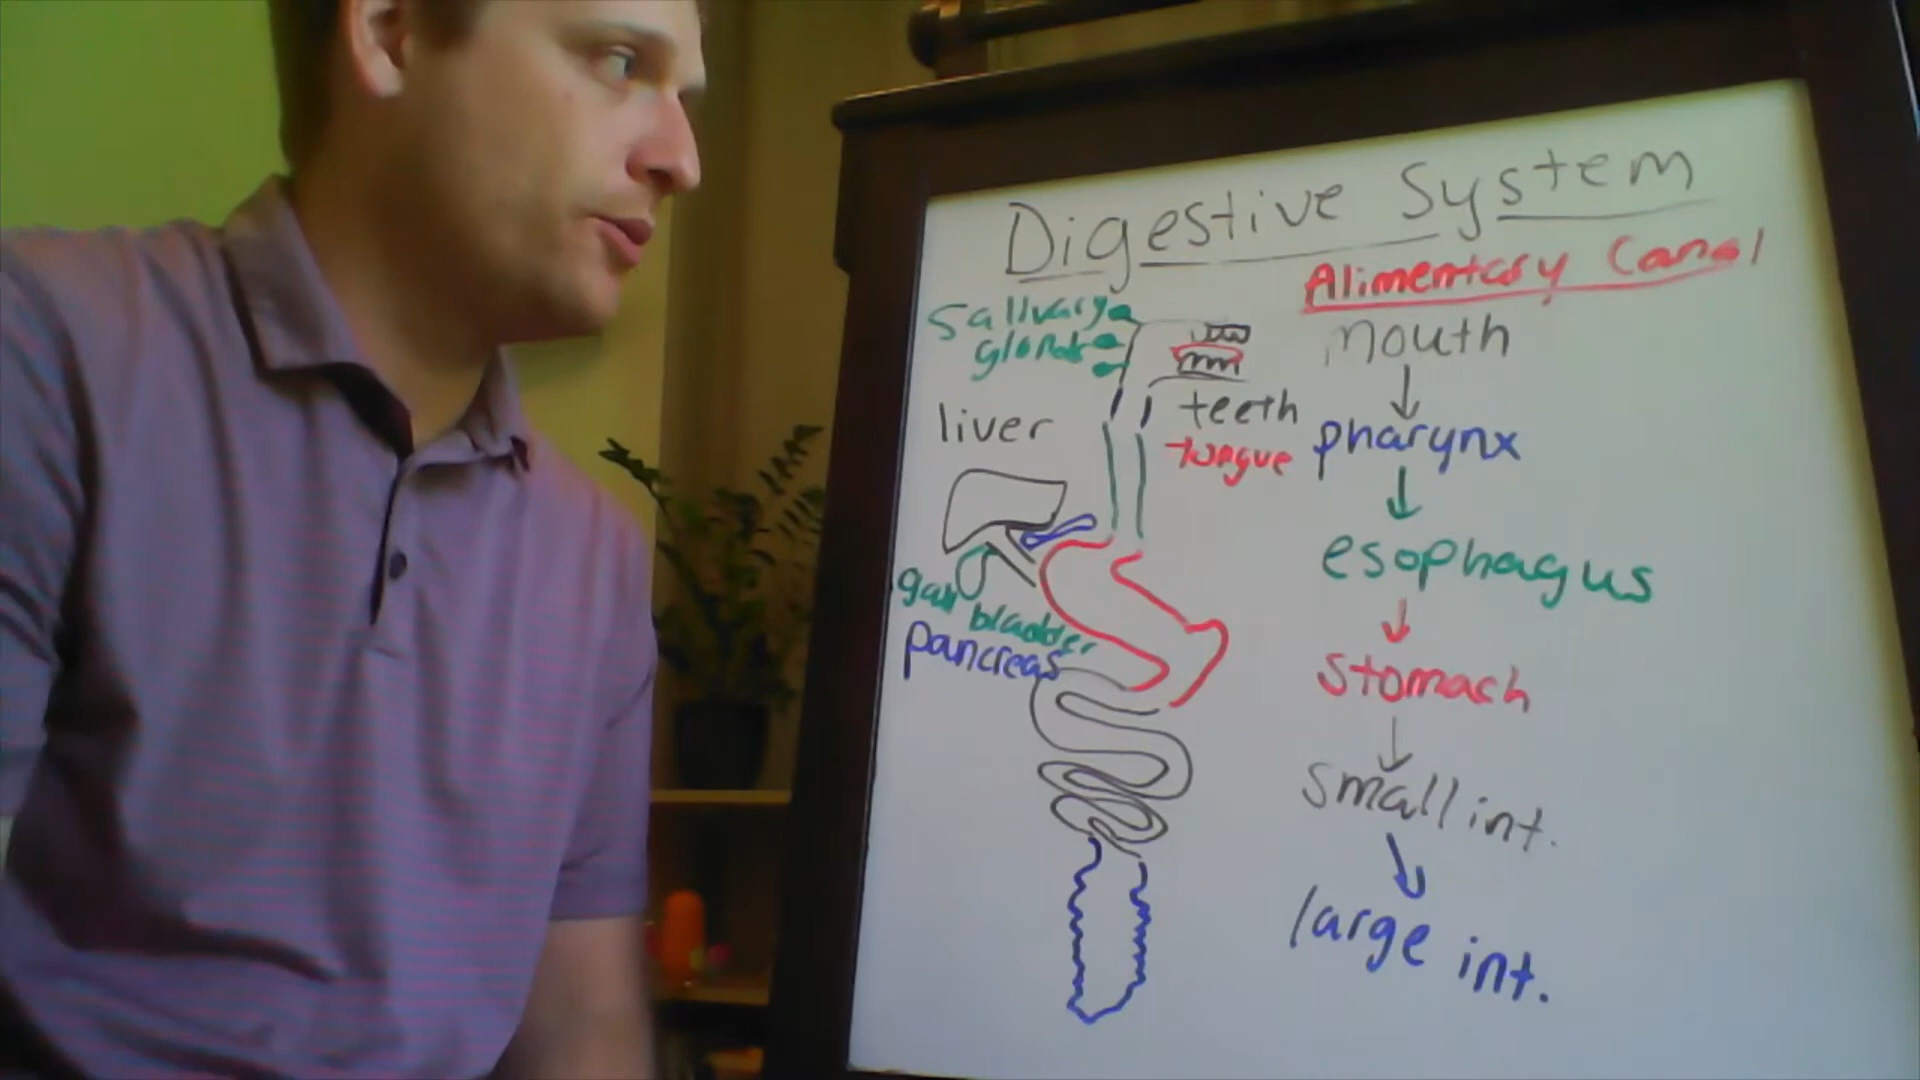 Digestive System
Alimentary Canal
Salivary
glands
mouth
liver
teeth
tongue
pharynx
esophagus
gall bladder
pancreas
stomach
small int.
large int.